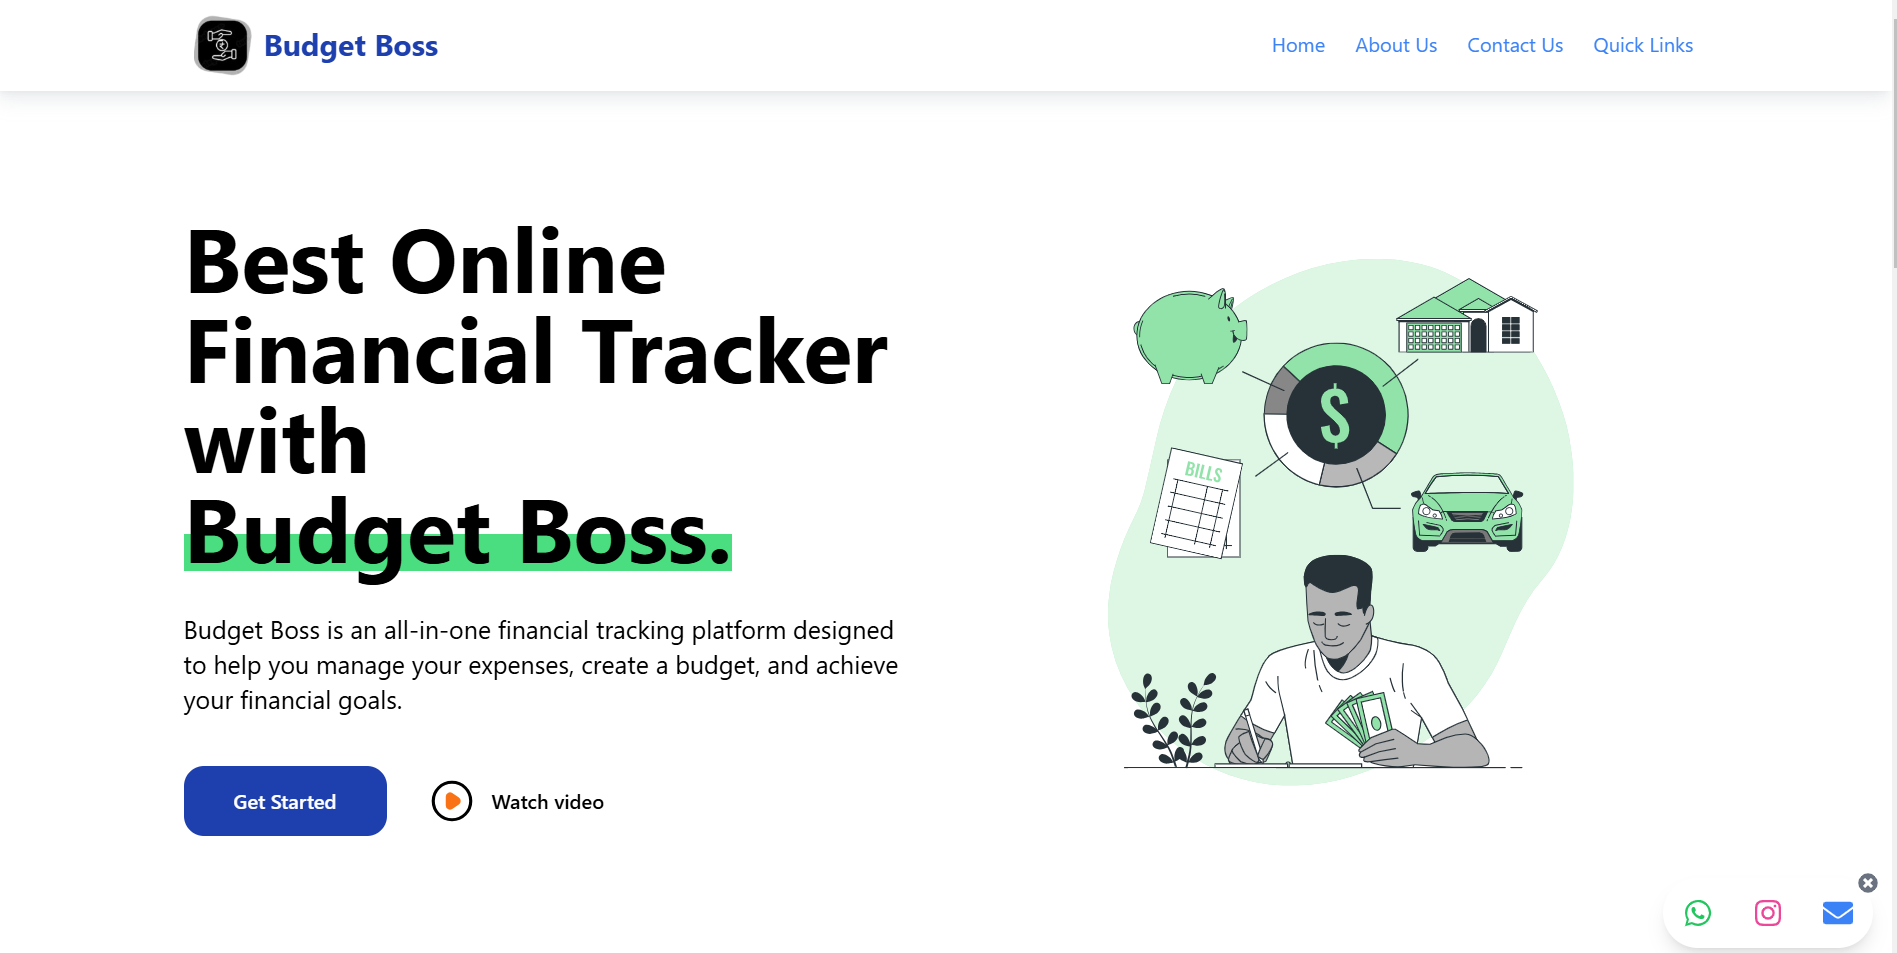 Budget Boss
Home
About Us
Contact Us
Quick Links
Best Online
Financial Tracker
with
Budget Boss.
Budget Boss is an all-in-one financial tracking platform designed
to help you manage your expenses, create a budget, and achieve
your financial goals.
Get Started
Watch video
$
BILLS